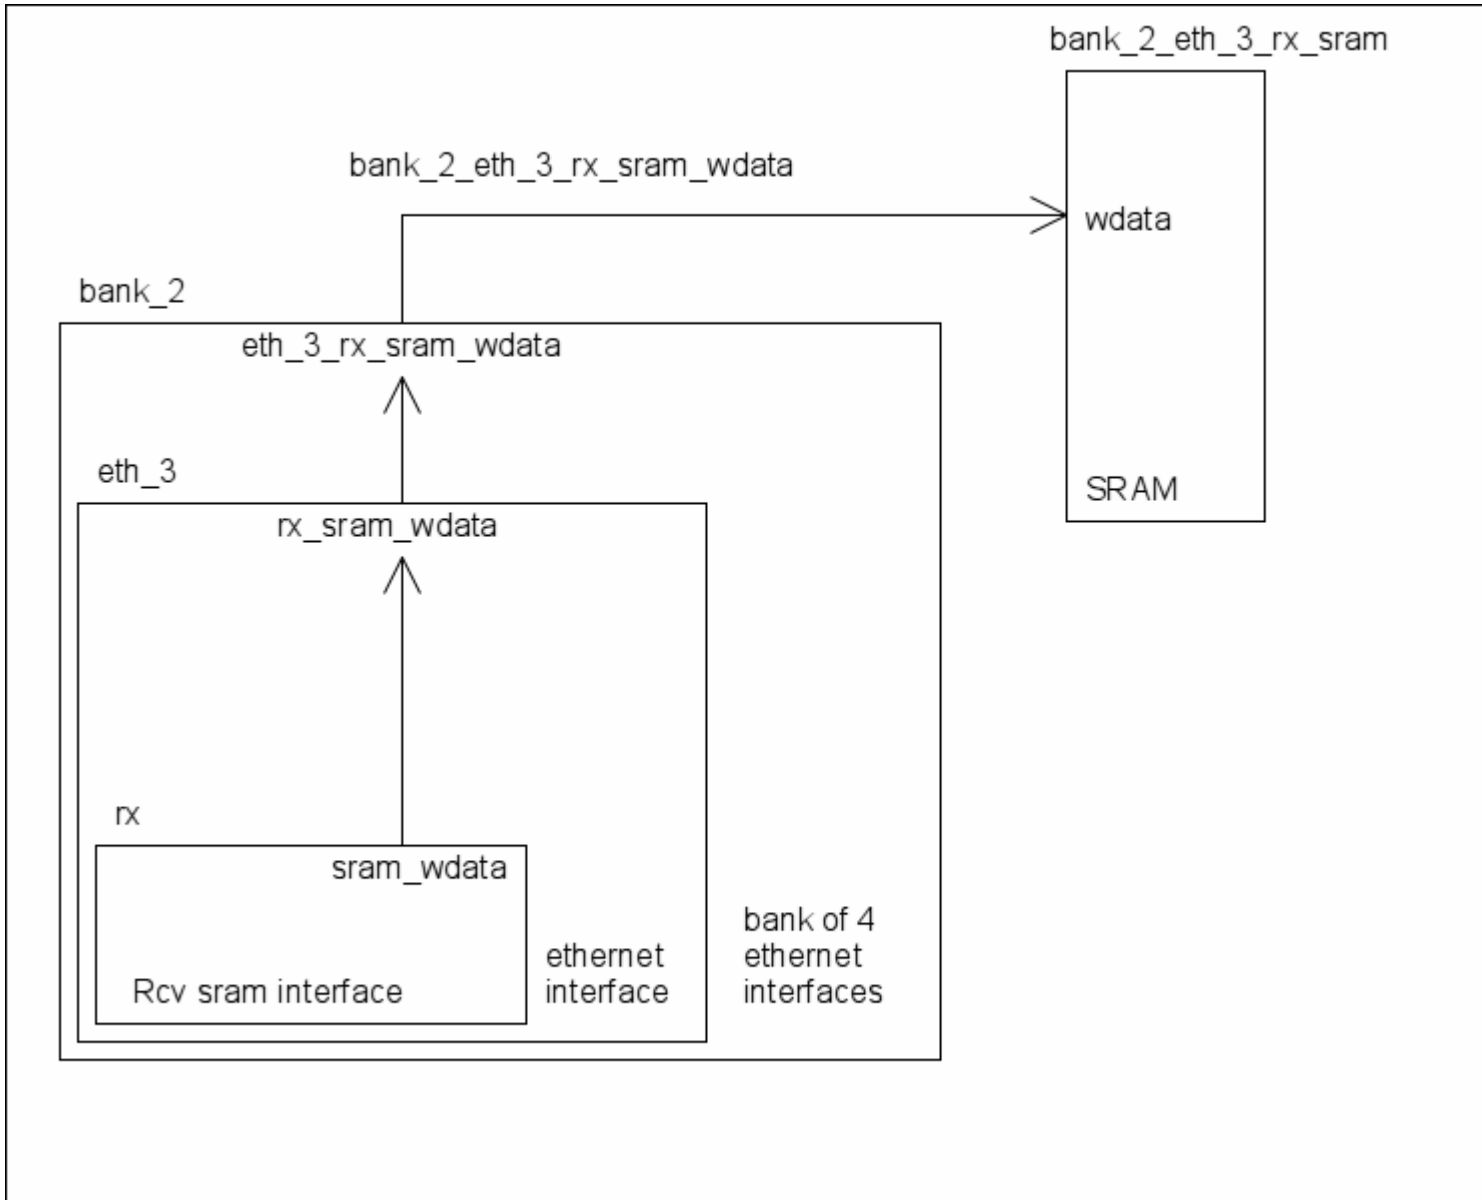 bank_2_eth_3_rx_sram
bank_2_eth_3_rx_sram_wdata
wdata
bank_2
eth_3_rx_sram_wdata
eth_3
SRAM
rx_sram_wdata
rx
sram_wdata
bank of 4
ethernet
interfaces
ethernet
interface
Rcv sram interface